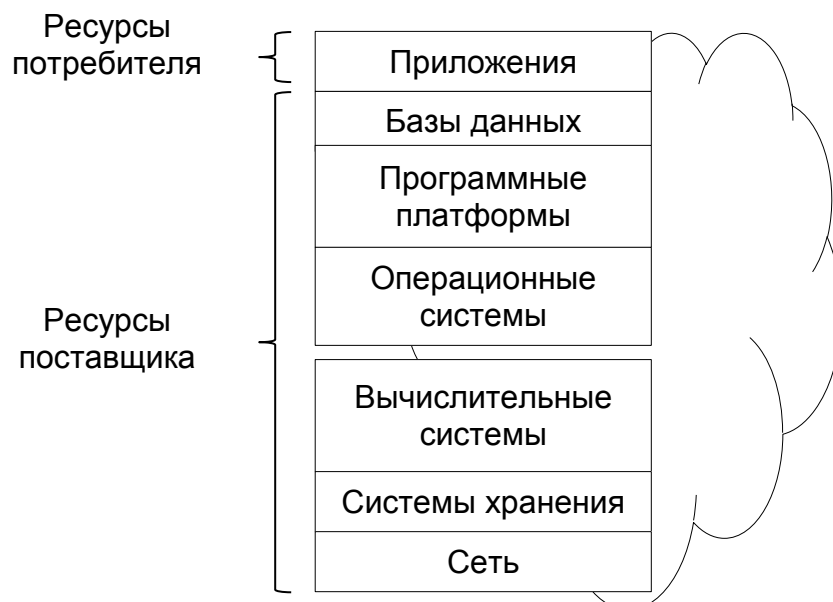 Ресурсы
потребителя
Приложения
Базы данных
Программные
платформы
Операционные
системы
Ресурсы
поставщика
Вычислительные
системы
Системы хранения
Сеть